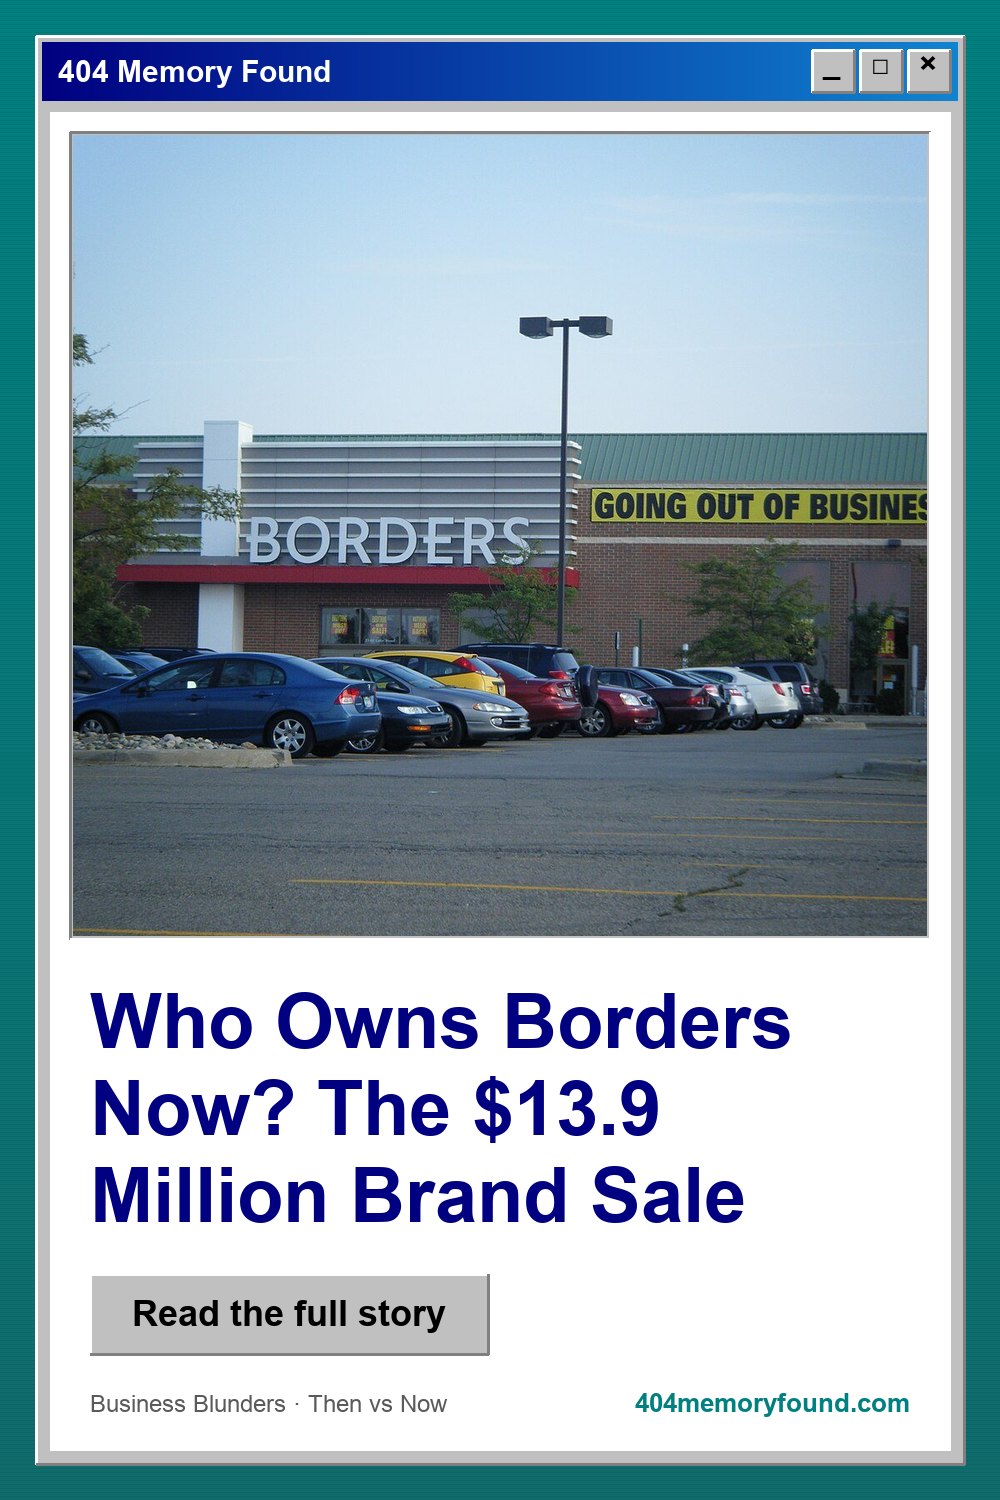 404 Memory Found
BORDERS
GOING OUT OF BUSINES
Who Owns Borders
Now? The $13.9
Million Brand Sale
Read the full story
Business Blunders · Then vs Now
404memoryfound.com